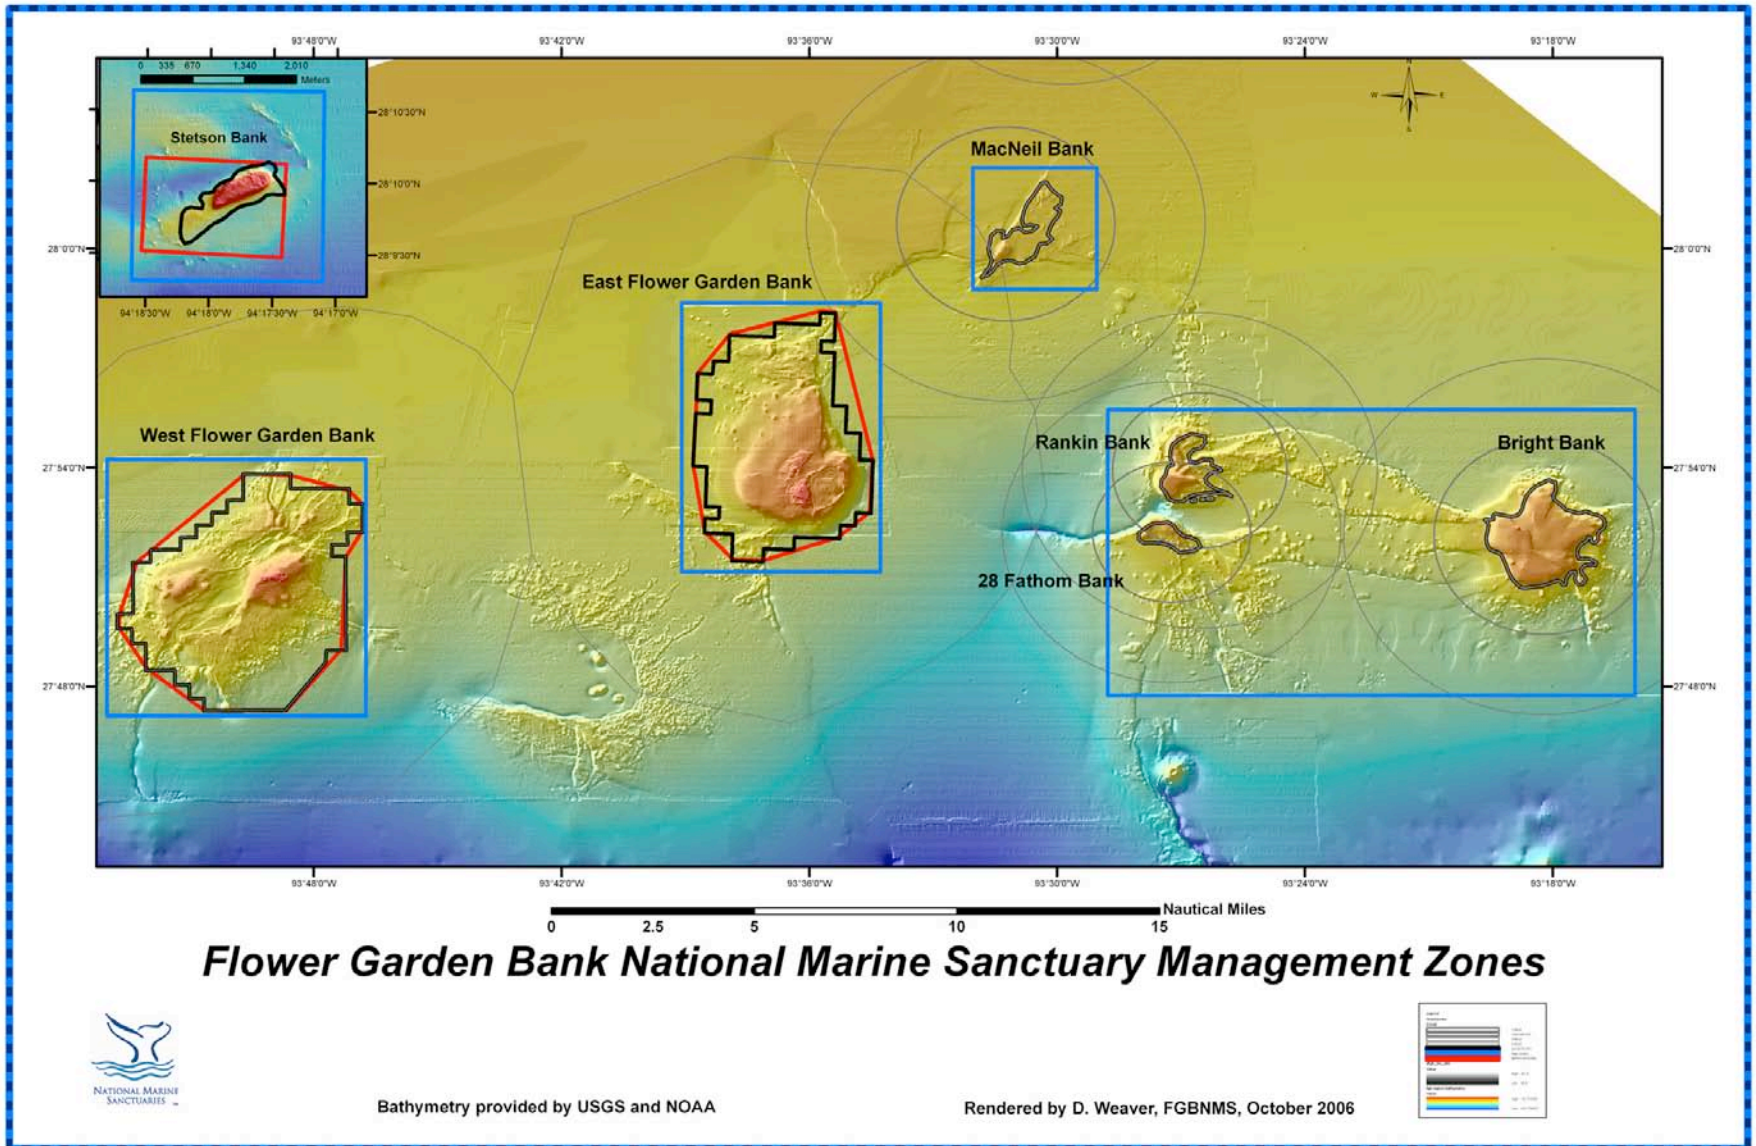 93°48'0"W
93°42'0"W
93°36'0"W
93°30'0"W
93°24'0"W
93°18'0"W
0 335 670 1,340 2,010
Meters
N
W E
S
28°10'30"N
Stetson Bank
MacNeil Bank
28°10'0"N
28°0'0"N
28°9'30"N
28°0'0"N
East Flower Garden Bank
94°18'30"W 94°18'0"W 94°17'30"W 94°17'0"W
West Flower Garden Bank
Rankin Bank
Bright Bank
27°54'0"N
27°54'0"N
28 Fathom Bank
27°48'0"N
27°48'0"N
93°48'0"W
93°42'0"W
93°36'0"W
93°30'0"W
93°24'0"W
93°18'0"W
Nautical Miles
0 2.5 5 10 15
Flower Garden Bank National Marine Sanctuary Management Zones
NATIONAL MARINE
SANCTUARIES
Bathymetry provided by USGS and NOAA
Rendered by D. Weaver, FGBNMS, October 2006